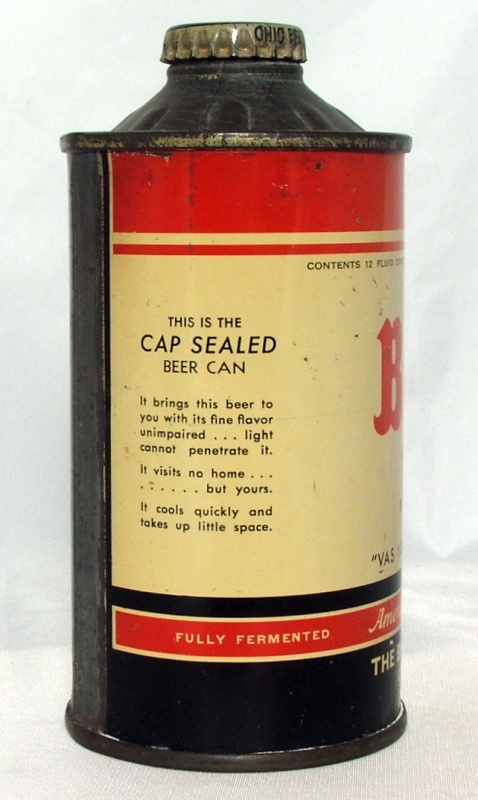 OHIO
CONTENTS 12 FLUID
THIS IS THE
CAP SEALED
BEER CAN
It brings this beer to
you with its fine flavor
unimpaired . . . light
cannot penetrate it.
It visits no home . . .
. . . . . . but yours.
It cools quickly and
takes up little space.
B
"VAS
FULLY FERMENTED
THE